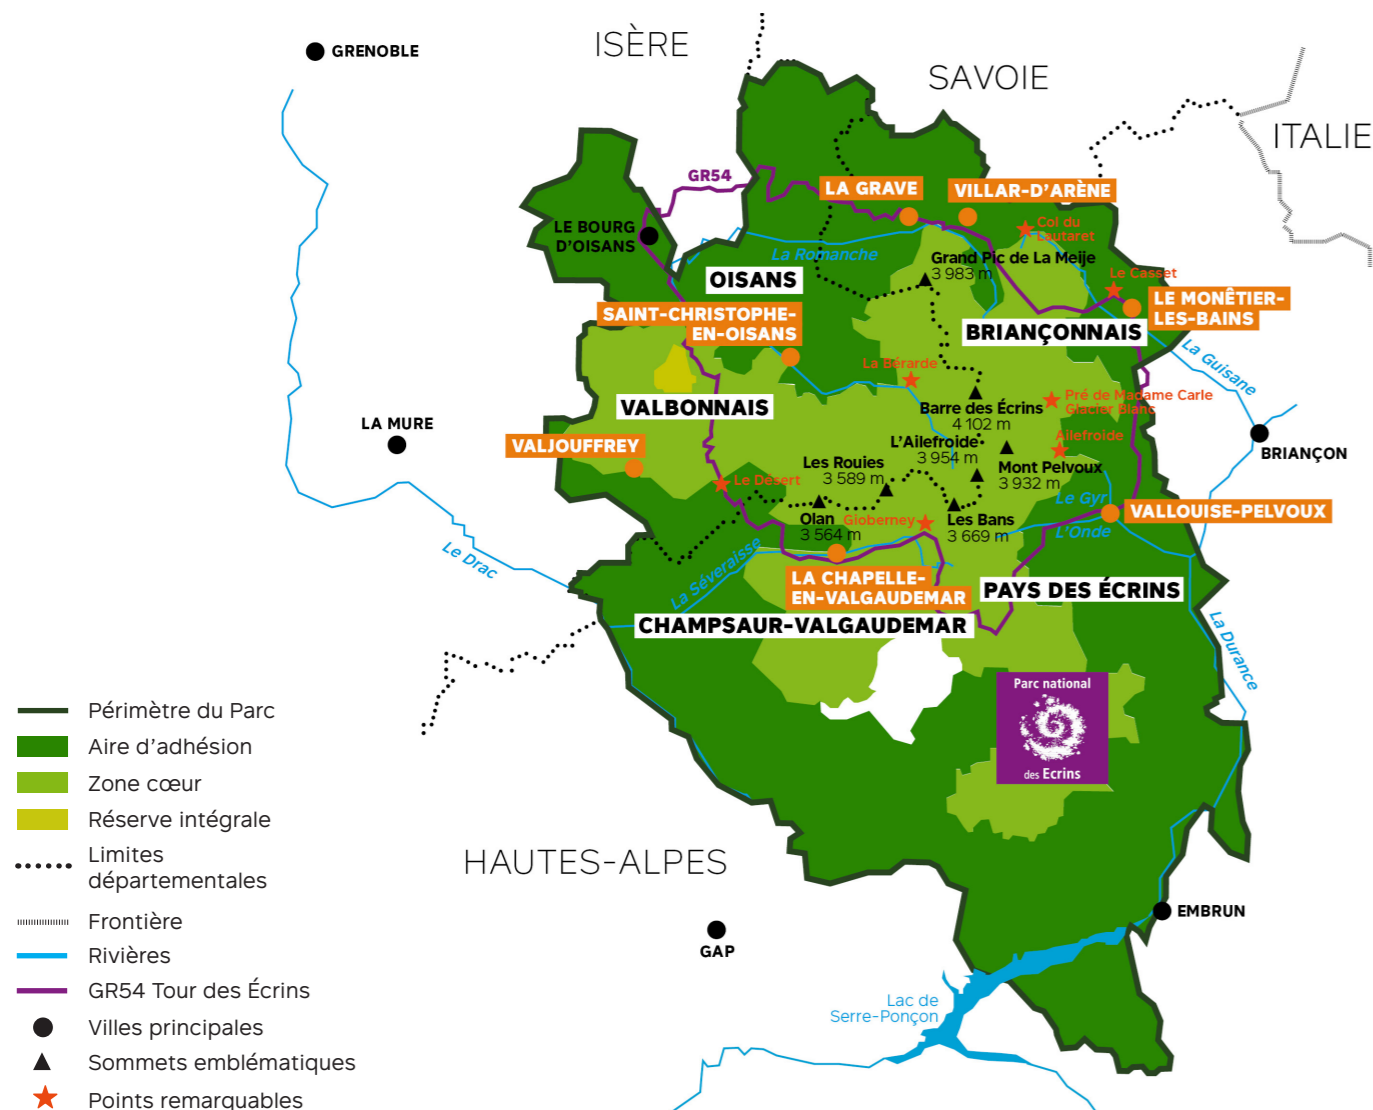 ISÈRE
GRENOBLE
SAVOIE
ITALIE
GR54
LA GRAVE
VILLAR-D’ARÈNE
LE BOURG
D’OISANS
Col du
Lautaret
La Romanche
Grand Pic de La Meije
3 983 m
OISANS
Le Casset
LE MONÊTIER-
LES-BAINS
SAINT-CHRISTOPHE-
EN-OISANS
BRIANÇONNAIS
La Guisane
La Bérarde
Pré de Madame Carle
Glacier Blanc
VALBONNAIS
Barre des Écrins
4 102 m
LA MURE
BRIANÇON
VALJOUFFREY
L’Ailefroide
3 954 m
Ailefroide
Les Rouies
3 589 m
Mont Pelvoux
3 932 m
Le Désert
Le Gyr
VALLOUISE-PELVOUX
Olan
3 564 m
Gioberney
Les Bans
3 669 m
L’Onde
Le Drac
La Séveraisse
LA CHAPELLE-
EN-VALGAUDEMAR
PAYS DES ÉCRINS
CHAMPSAUR-VALGAUDEMAR
La Durance
Parc national
des Ecrins
Périmètre du Parc
Aire d’adhésion
Zone cœur
Réserve intégrale
Limites
départementales
Frontière
Rivières
GR54 Tour des Écrins
Villes principales
Sommets emblématiques
Points remarquables
HAUTES-ALPES
GAP
EMBRUN
Lac de
Serre-Ponçon